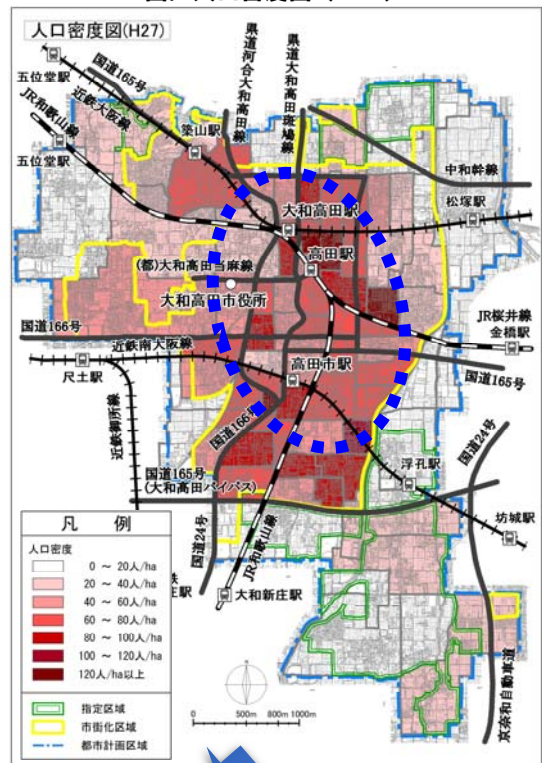 人口密度図(H27)
国道165号
五位堂駅
近鉄大阪線
JR和歌山線
築山駅
県道河合大和高田線
県道大和高田斑鳩線
五位堂駅
中和幹線
大和高田駅
松塚駅
高田駅
(都)大和高田当麻線
大和高田市役所
国道166号
JR桜井線
金橋駅
近鉄南大阪線
尺土駅
高田市駅
国道165号
国道166号
近鉄御所線
国道24号
浮孔駅
国道165号
(大和高田バイパス)
坊城駅
国道24号
JR和歌山線
大和新庄駅
庄駅
京奈和自動車道
凡 例
人口密度
0 ~ 20人/ha
20 ~ 40人/ha
40 ~ 60人/ha
60 ~ 80人/ha
80 ~ 100人/ha
100 ~ 120人/ha
120人/ha以上
指定区域
市街化区域
都市計画区域
0 500m 800m 1000m